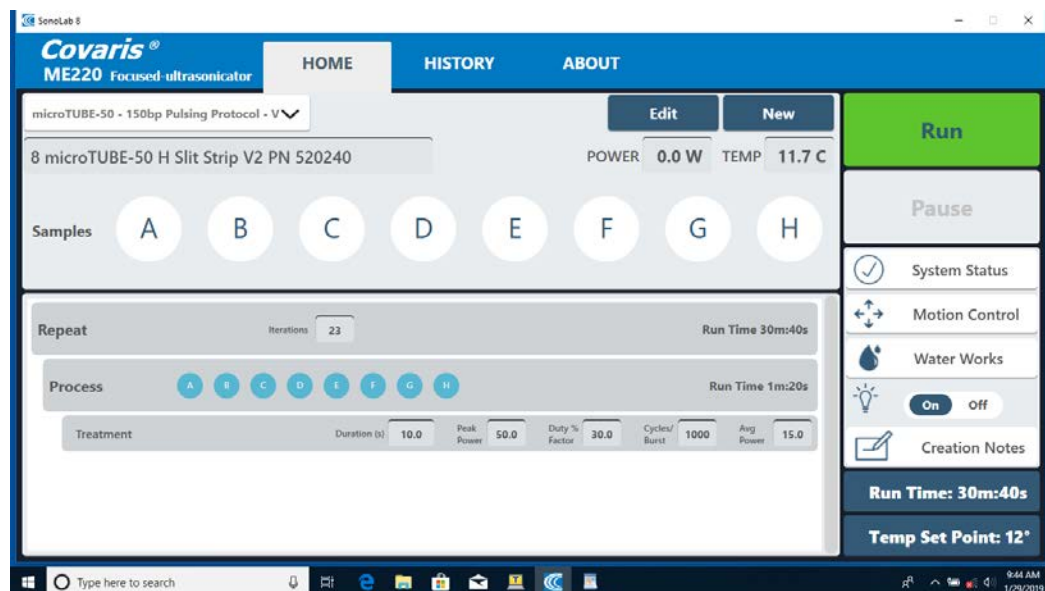 SonoLab 8
Covaris ®
ME220 Focused-ultrasonicator
HOME HISTORY ABOUT
microTUBE-50 - 150bp Pulsing Protocol - V
Edit New
8 microTUBE-50 H Slit Strip V2 PN 520240
POWER 0.0 W TEMP 11.7 C
Samples A B C D E F G H
Repeat Iterations 23 Run Time 30m:40s
Process A B C D E F G H Run Time 1m:20s
Treatment Duration (s) 10.0 Peak Power 50.0 Duty % Factor 30.0 Cycles/ Burst 1000 Avg Power 15.0
Run
Pause
System Status
Motion Control
Water Works
On Off
Creation Notes
Run Time: 30m:40s
Temp Set Point: 12°
Type here to search
9:44 AM
1/29/2019